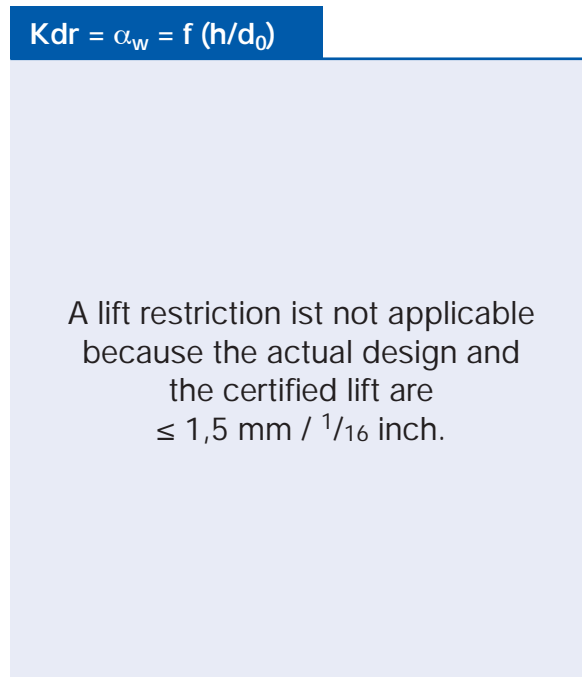 Kdr = αw = f (h/d0)
A lift restriction ist not applicable
because the actual design and
the certified lift are
≤ 1,5 mm / 1/16 inch.